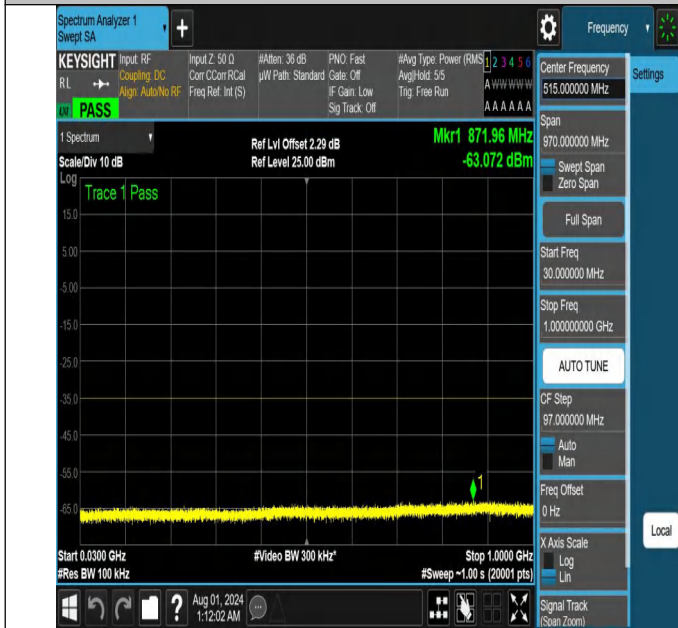 Spectrum Analyzer 1
Swept SA
+
Frequency
KEYSIGHT
RL
PASS
Input: RF
Coupling: DC
Align: Auto/No RF
Input Z: 50 Ω
Corr CCorr RCal
Freq Ref: Int (S)
#Atten: 36 dB
µW Path: Standard
PNO: Fast
Gate: Off
IF Gain: Low
Sig Track: Off
#Avg Type: Power (RMS
Avg|Hold: 5/5
Trig: Free Run
1 2 3 4 5 6
A W W W W W
A A A A A A
1 Spectrum
Scale/Div 10 dB
Ref Lvl Offset 2.29 dB
Ref Level 25.00 dBm
Mkr1 871.96 MHz
-63.072 dBm
Log
Trace 1 Pass
15.0
5.00
-5.00
-15.0
-25.0
-35.0
-45.0
-55.0
-65.0
1
Start 0.0300 GHz
#Res BW 100 kHz
#Video BW 300 kHz*
Stop 1.0000 GHz
#Sweep ~1.00 s (20001 pts)
?
Aug 01, 2024
1:12:02 AM
Center Frequency
515.000000 MHz
Settings
Span
970.000000 MHz
Swept Span
Zero Span
Full Span
Start Freq
30.000000 MHz
Stop Freq
1.000000000 GHz
AUTO TUNE
CF Step
97.000000 MHz
Auto
Man
Freq Offset
0 Hz
Local
X Axis Scale
Log
Lin
Signal Track
(Span Zoom)